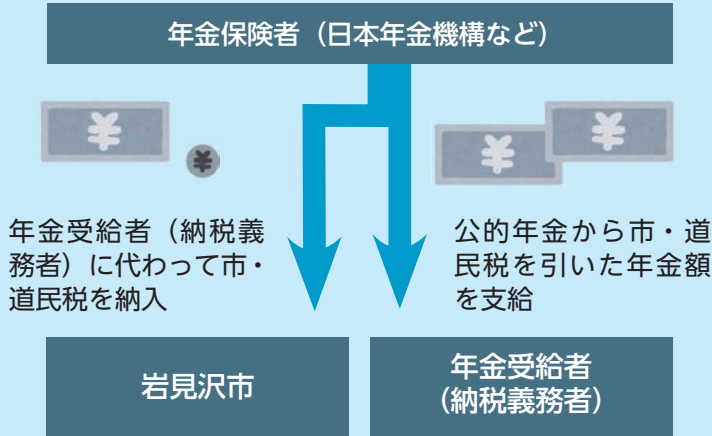 年金保険者（日本年金機構など）
¥
¥
¥
¥
年金受給者（納税義
務者）に代わって市・
道民税を納入
公的年金から市・道
民税を引いた年金額
を支給
岩見沢市
年金受給者
（納税義務者）